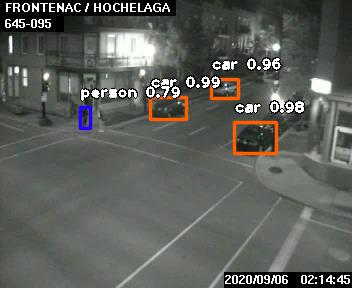 FRONTENAC / HOCHELAGA
645-095
car 0.96
car 0.99
person 0.79
car 0.98
2020/09/06 02:14:45